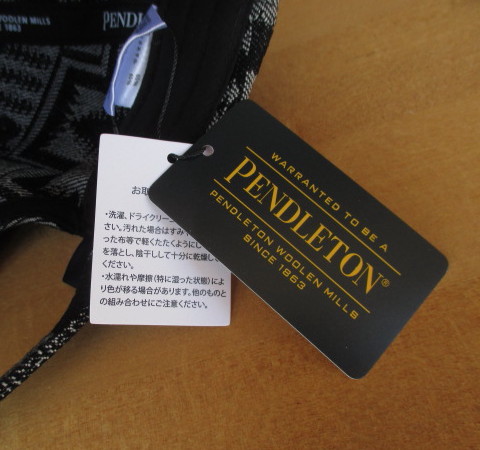 PENDLETON
WOOLEN MILLS
1863
お取
・洗濯、ドライクリーニ
さい。汚れた場合はすみ
った布等で軽くたたくようにし
を落とし、陰干しして十分に乾燥し
ください。
・水濡れや摩擦(特に湿った状態)によ
り色が移る場合があります。他のものと
の組み合わせにご注意ください。
WARRANTED TO BE A
PENDLETON®
PENDLETON WOOLEN MILLS
SINCE 1863